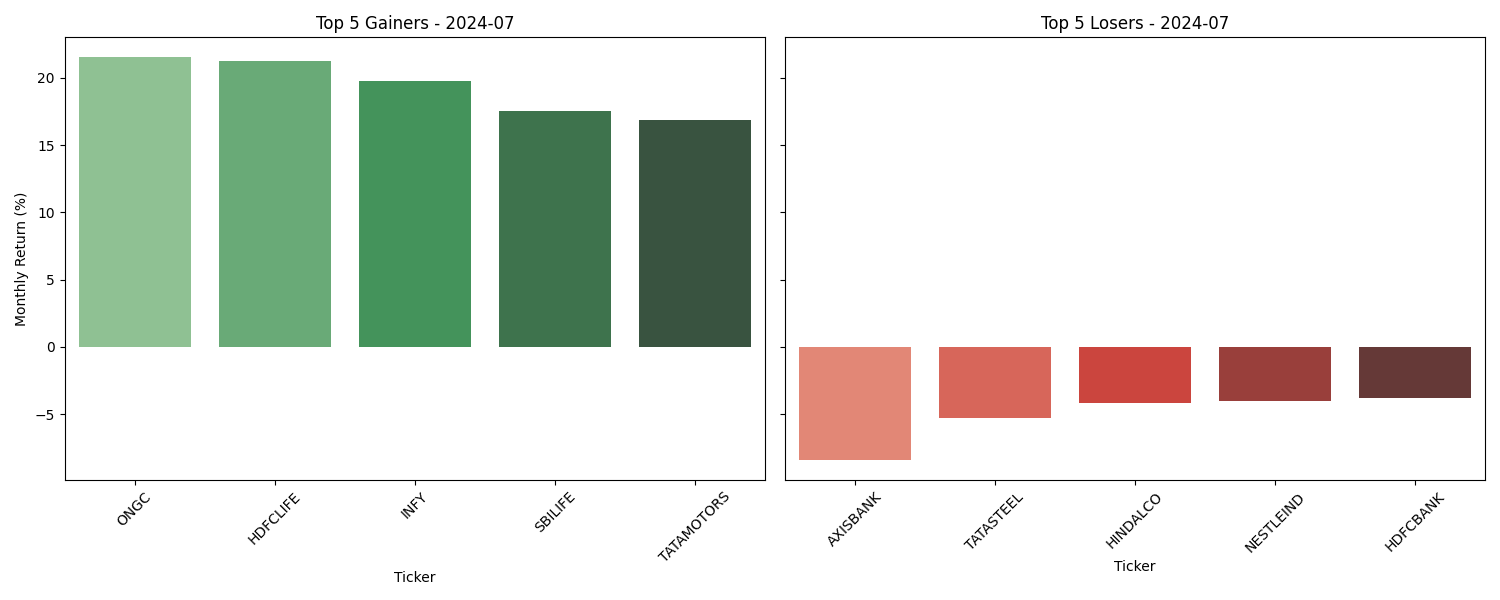 Top 5 Gainers - 2024-07
Monthly Return (%)
20
15
10
5
0
−5
ONGC
HDFCLIFE
INFY
SBILIFE
TATAMOTORS
Ticker
Top 5 Losers - 2024-07
AXISBANK
TATASTEEL
HINDALCO
NESTLEIND
HDFCBANK
Ticker